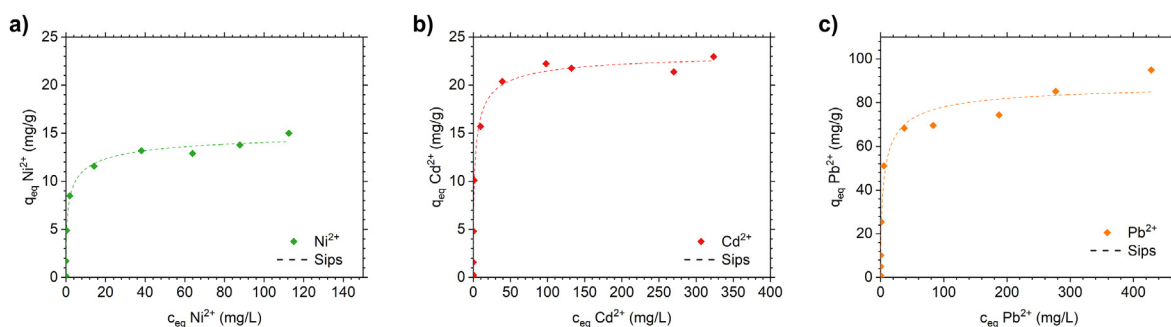 a)
25
20
15
10
5
0
q_eq Ni²⁺ (mg/g)
Ni²⁺
Sips
0 20 40 60 80 100 120 140
c_eq Ni²⁺ (mg/L)
b)
25
20
15
10
5
0
q_eq Cd²⁺ (mg/g)
Cd²⁺
Sips
0 50 100 150 200 250 300 350 400
c_eq Cd²⁺ (mg/L)
c)
100
80
60
40
20
0
q_eq Pb²⁺ (mg/g)
Pb²⁺
Sips
0 100 200 300 400
c_eq Pb²⁺ (mg/L)